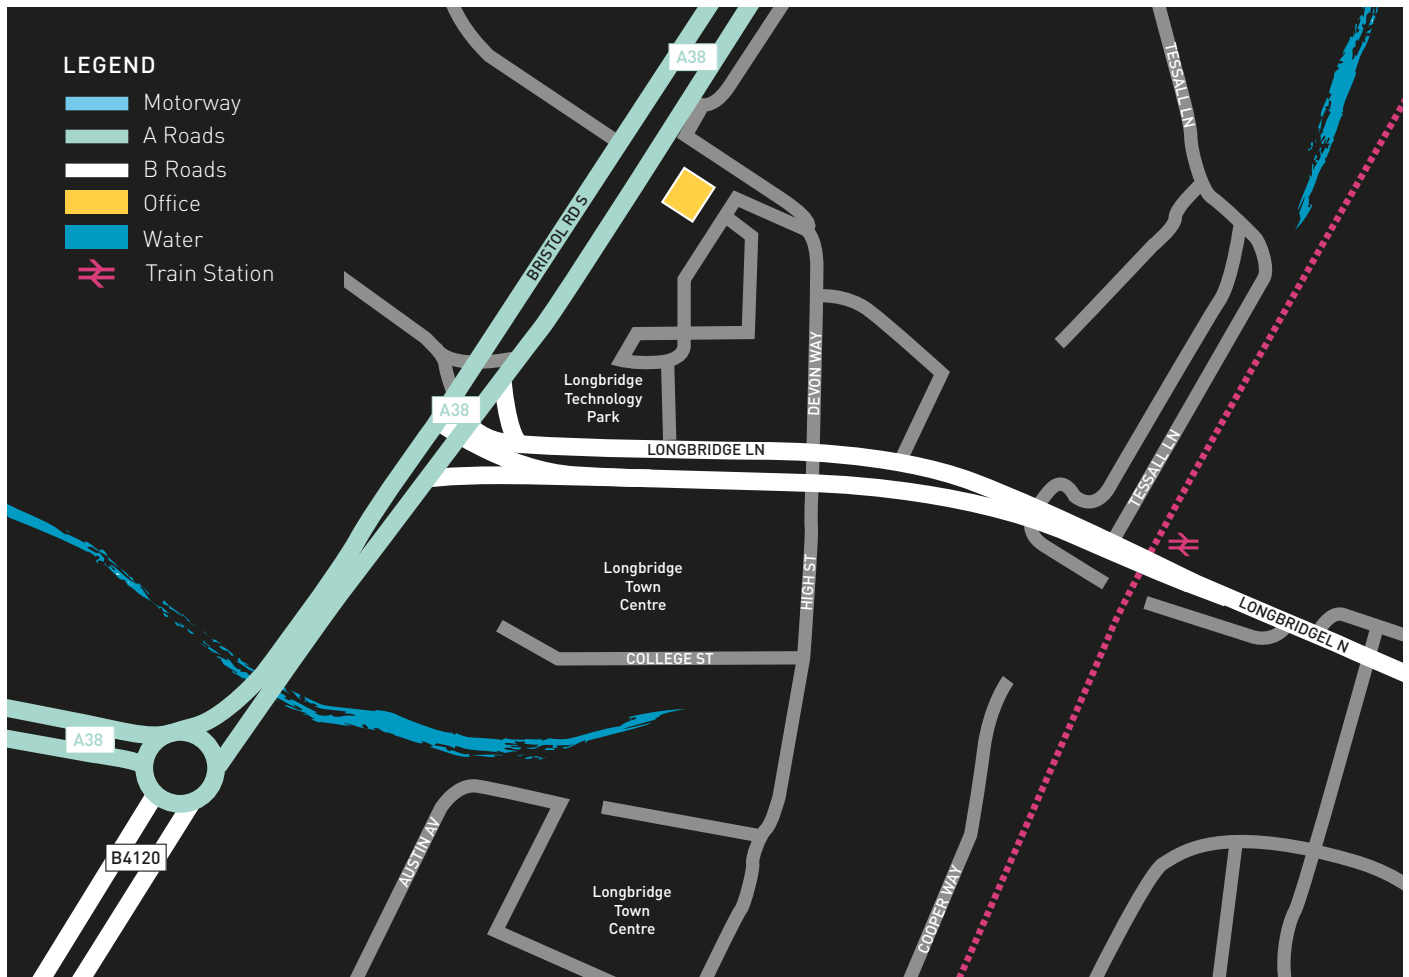 LEGEND
Motorway
A Roads
B Roads
Office
Water
Train Station
A38
TESSALL LN
BRISTOL RD S
DEVON WAY
Longbridge
Technology
Park
A38
LONGBRIDGE LN
TESSALL LN
HIGH ST
Longbridge
Town
Centre
LONGBRIDGEL N
COLLEGE ST
A38
B4120
AUSTIN AV
Longbridge
Town
Centre
COOPER WAY